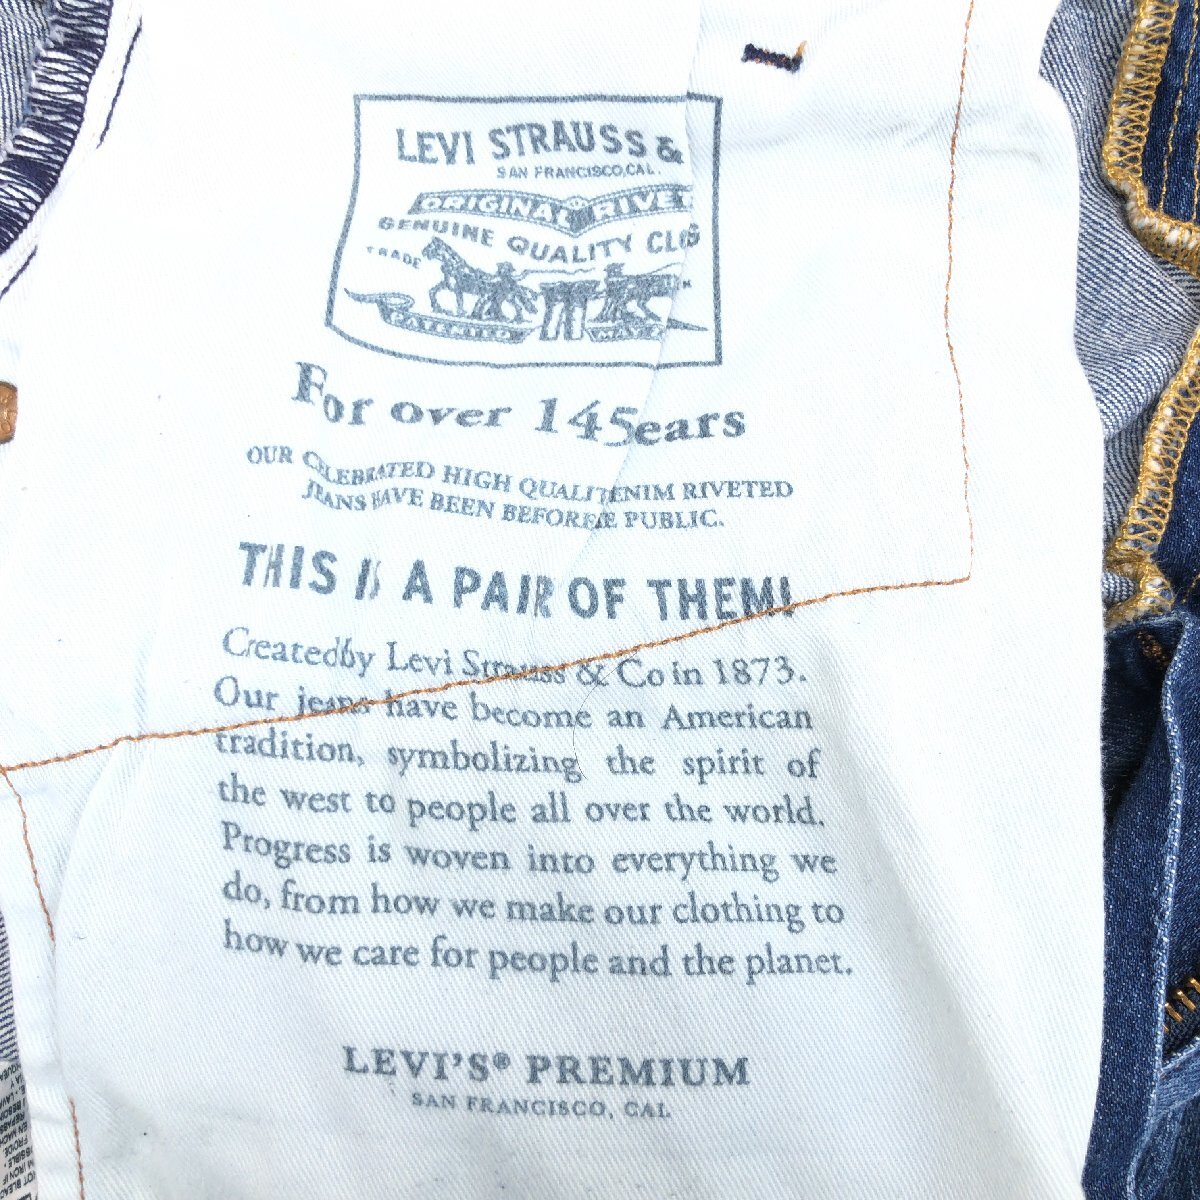 LEVI STRAUSS &
SAN FRANCISCO, CAL.
ORIGINAL RIVET
GENUINE QUALITY CLOS
TRADE
PATENTED MAY
For over 145ears
OUR CELEBRATED HIGH QUALITENIM RIVETED
JEANS HAVE BEEN BEFOREE PUBLIC.
THIS IS A PAIR OF THEM!
Created by Levi Strauss & Co in 1873.
Our jeans have become an American
tradition, symbolizing the spirit of
the west to people all over the world.
Progress is woven into everything we
do, from how we make our clothing to
how we care for people and the planet.
LEVI'S® PREMIUM
SAN FRANCISCO, CAL